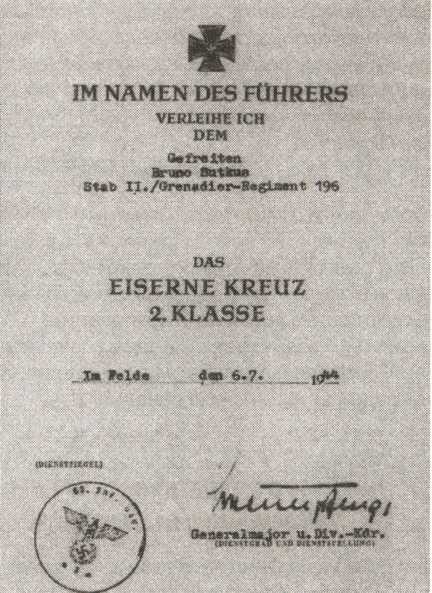 IM NAMEN DES FÜHRERS
VERLEIHE ICH
DEM
Gefreiten
Bruno Sutkus
Stab II./Grenadier-Regiment 196
DAS
EISERNE KREUZ
2. KLASSE
Im Felde den 6.7. 1944
(DIENSTSIEGEL)
Generalmajor u. Div.-Kdr.
(DIENSTGRAD UND DIENSTSTELLUNG)